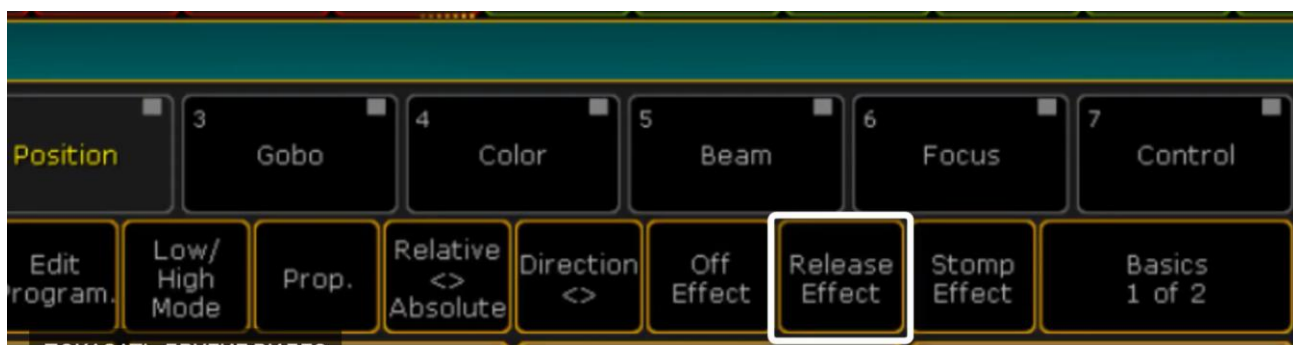 Position
3
Gobo
4
Color
5
Beam
6
Focus
7
Control
Edit
Program.
Low/
High
Mode
Prop.
Relative
<>
Absolute
Direction
<>
Off
Effect
Release
Effect
Stomp
Effect
Basics
1 of 2